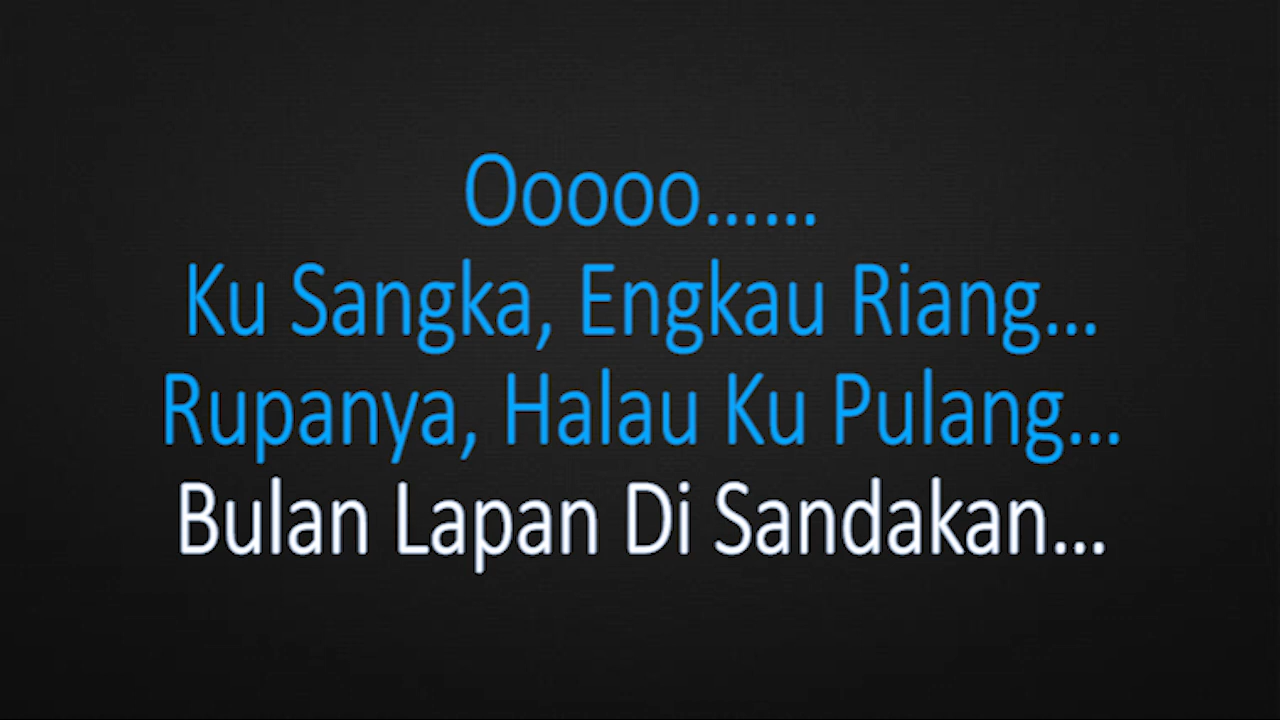 Ooooo......
Ku Sangka, Engkau Riang...
Rupanya, Halau Ku Pulang...
Bulan Lapan Di Sandakan...